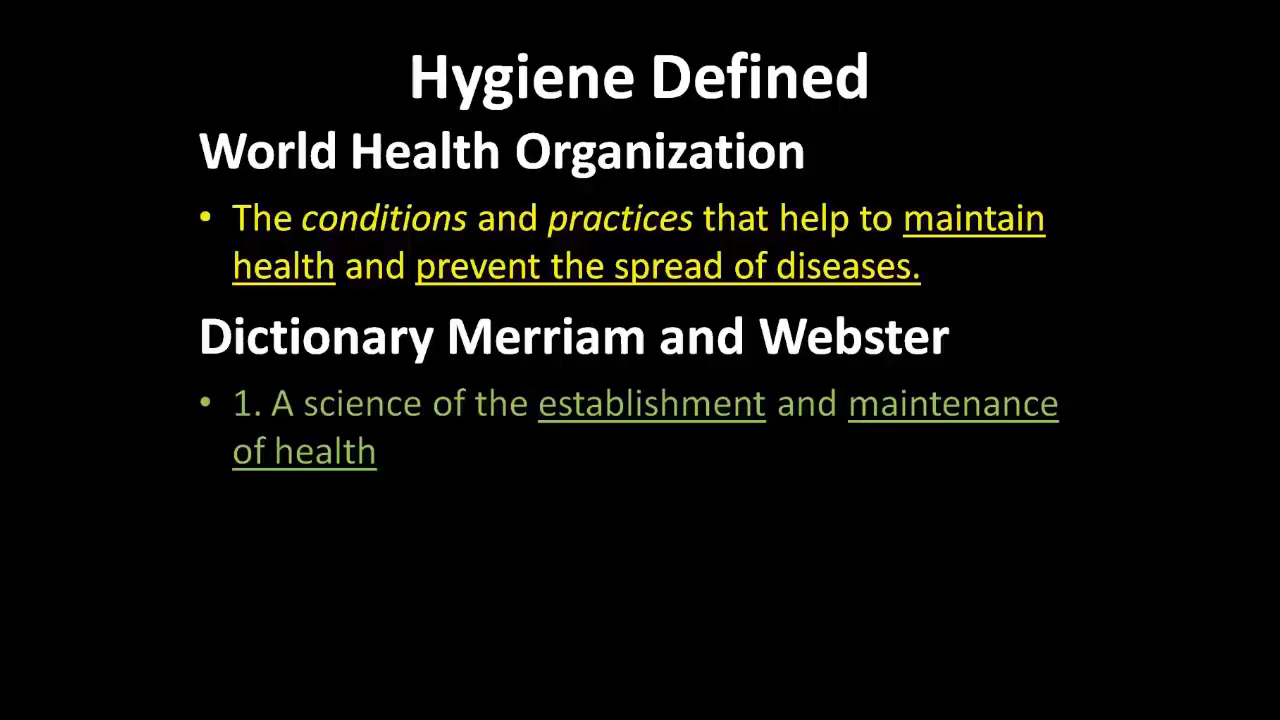 Hygiene Defined
World Health Organization
• The conditions and practices that help to maintain
health and prevent the spread of diseases.
Dictionary Merriam and Webster
• 1. A science of the establishment and maintenance
of health